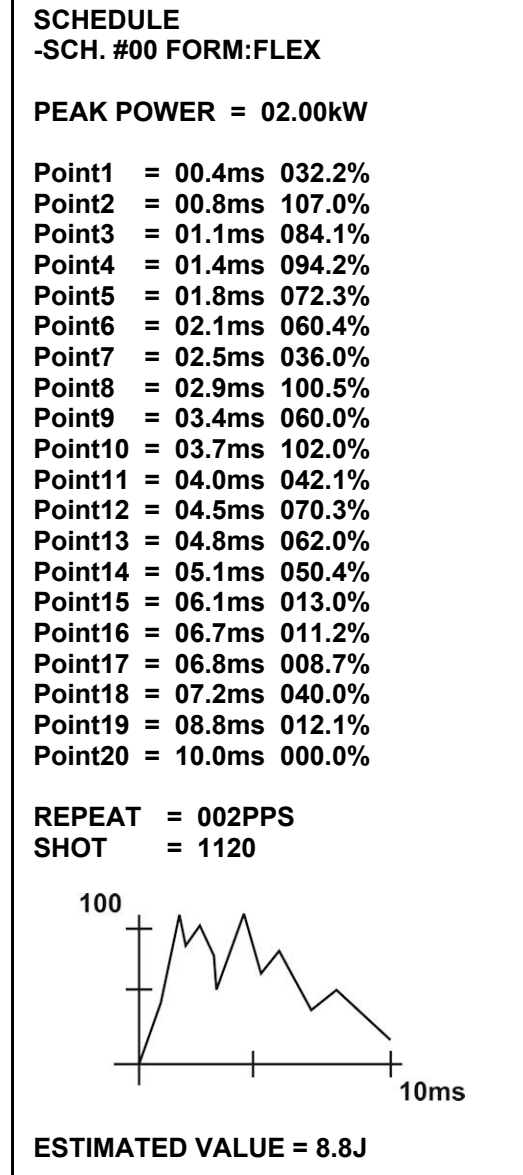 SCHEDULE
-SCH. #00 FORM:FLEX
PEAK POWER = 02.00kW
Point1 = 00.4ms 032.2%
Point2 = 00.8ms 107.0%
Point3 = 01.1ms 084.1%
Point4 = 01.4ms 094.2%
Point5 = 01.8ms 072.3%
Point6 = 02.1ms 060.4%
Point7 = 02.5ms 036.0%
Point8 = 02.9ms 100.5%
Point9 = 03.4ms 060.0%
Point10 = 03.7ms 102.0%
Point11 = 04.0ms 042.1%
Point12 = 04.5ms 070.3%
Point13 = 04.8ms 062.0%
Point14 = 05.1ms 050.4%
Point15 = 06.1ms 013.0%
Point16 = 06.7ms 011.2%
Point17 = 06.8ms 008.7%
Point18 = 07.2ms 040.0%
Point19 = 08.8ms 012.1%
Point20 = 10.0ms 000.0%
REPEAT = 002PPS
SHOT = 1120
100
10ms
ESTIMATED VALUE = 8.8J